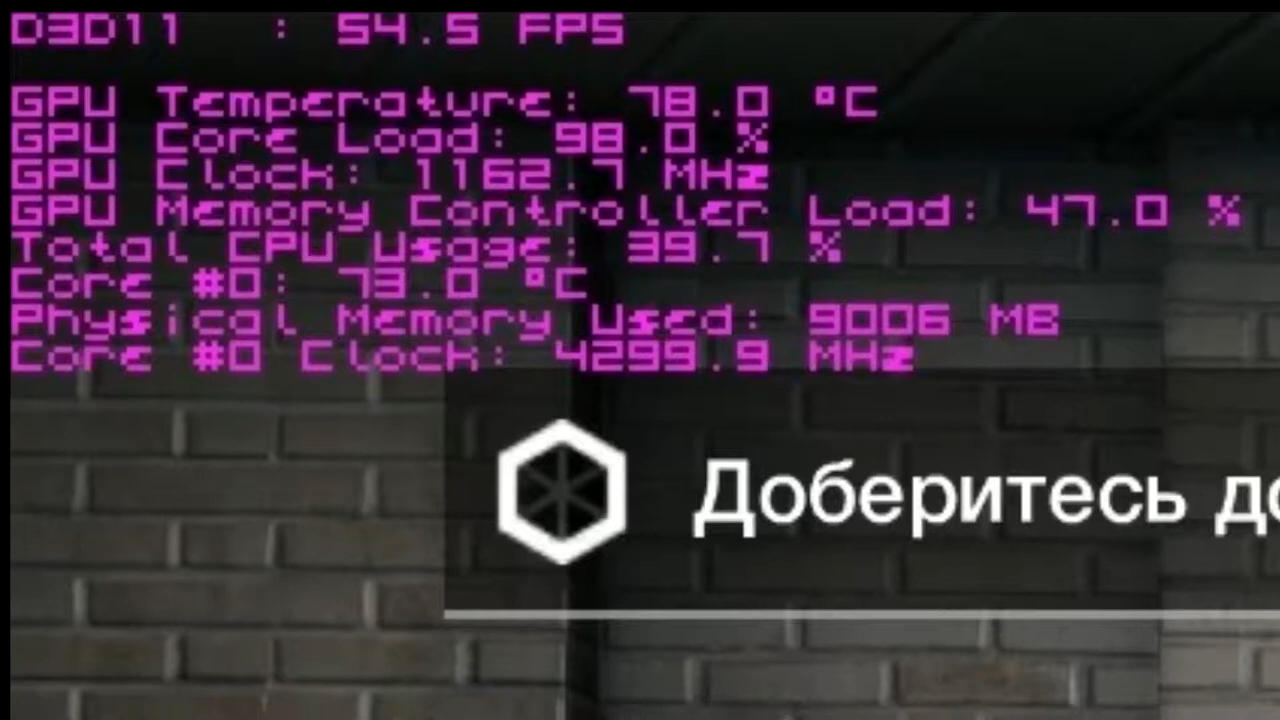 D3D11 : 54.5 FPS
GPU Temperature: 78.0 °C
GPU Core Load: 98.0 %
GPU Clock: 1162.7 MHz
GPU Memory Controller Load: 47.0 %
Total CPU Usage: 39.7 %
Core #0: 73.0 °C
Physical Memory Used: 9006 MB
Core #0 Clock: 4299.9 MHz
Доберитесь до